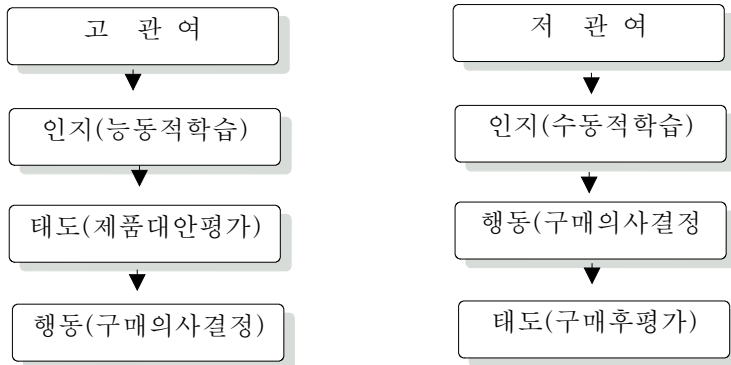 고 관 여
인지(능동적학습)
태도(제품대안평가)
행동(구매의사결정)
저 관 여
인지(수동적학습)
행동(구매의사결정
태도(구매후평가)